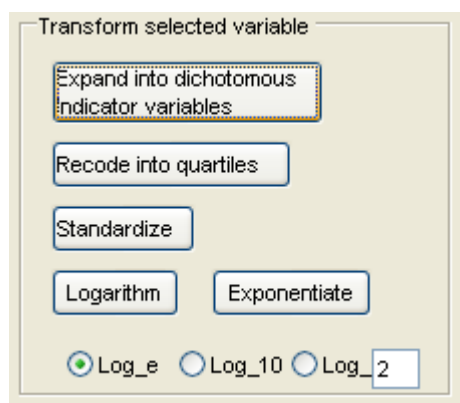 Transform selected variable
Expand into dichotomous
indicator variables
Recode into quartiles
Standardize
Logarithm Exponentiate
Log_e Log_10 Log_ 2